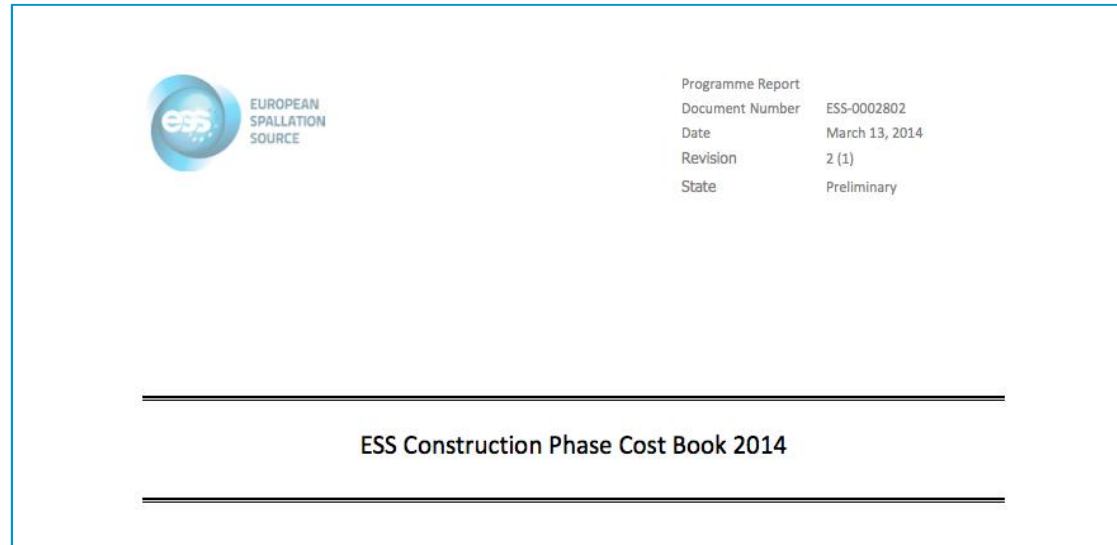 ess
EUROPEAN
SPALLATION
SOURCE
Programme Report
Document Number ESS-0002802
Date March 13, 2014
Revision 2 (1)
State Preliminary
ESS Construction Phase Cost Book 2014